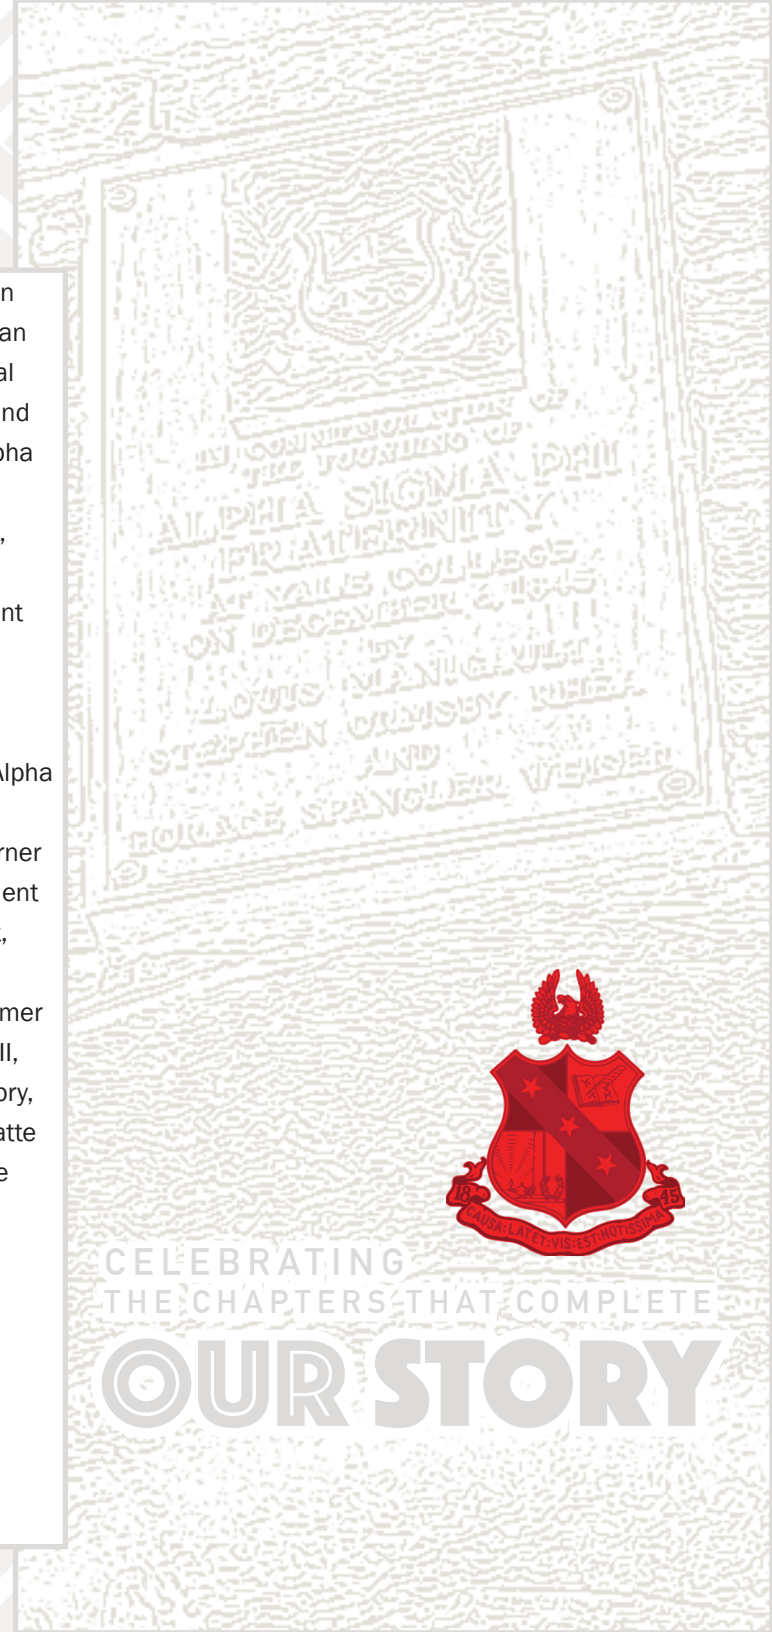 n
an
al
nd
pha
,
nt
Alpha
rner
ent
,
mer
ll,
ory,
atte
e
IN COMMEMORATION OF
THE FOUNDING OF
ALPHA SIGMA PHI
FRATERNITY
AT YALE COLLEGE
ON DECEMBER 6, 1845
BY
LOUIS MANIGAULT
STEPHEN ORMSBY RHEA
AND
HORACE SPANGLER WEISER
18 45
CAUSA:LATET:VIS:EST:NOTISSIMA
CELEBRATING
THE CHAPTERS THAT COMPLETE
OUR STORY